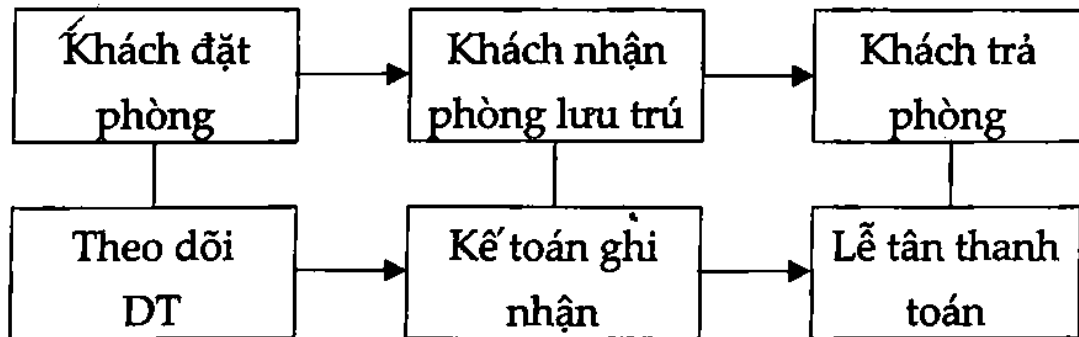 Khách đặt
phòng
Khách nhận
phòng lưu trú
Khách trả
phòng
Theo dõi
DT
Kế toán ghi
nhận
Lễ tân thanh
toán